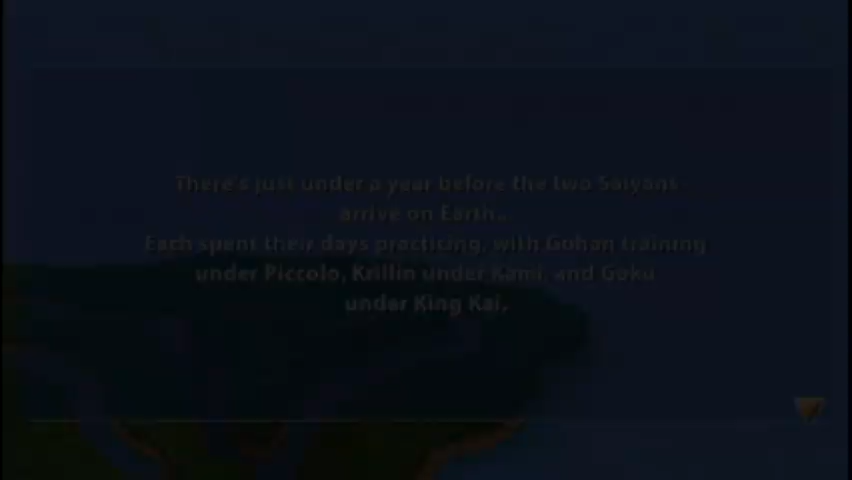 There's just under a year before the two Saiyans
arrive on Earth.
Each spent their days practicing, with Gohan training
under Piccolo, Krillin under Kami, and Goku
under King Kai.